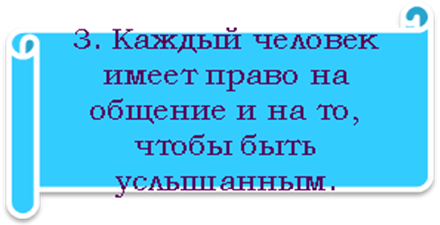 3. Каждый человек
имеет право на
общение и на то,
чтобы быть
услышанным.